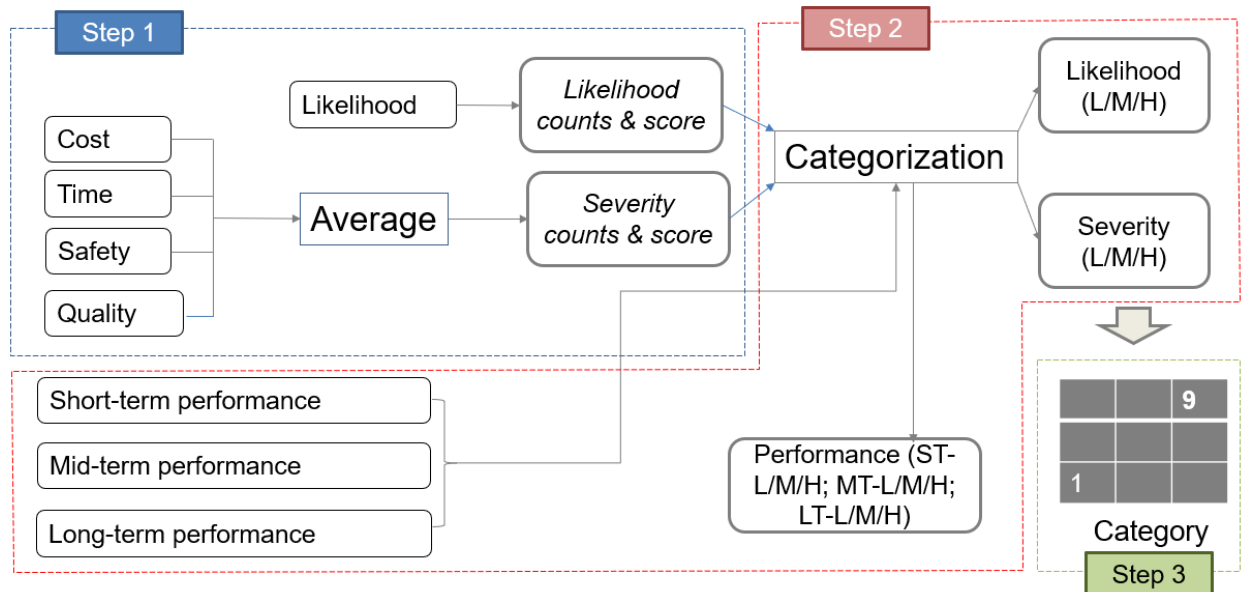 Step 1
Step 2
Likelihood
Likelihood
counts & score
Cost
Time
Safety
Quality
Average
Severity
counts & score
Categorization
Likelihood
(L/M/H)
Severity
(L/M/H)
Short-term performance
Mid-term performance
Long-term performance
Performance (ST-
L/M/H; MT-L/M/H;
LT-L/M/H)
9
1
Category
Step 3